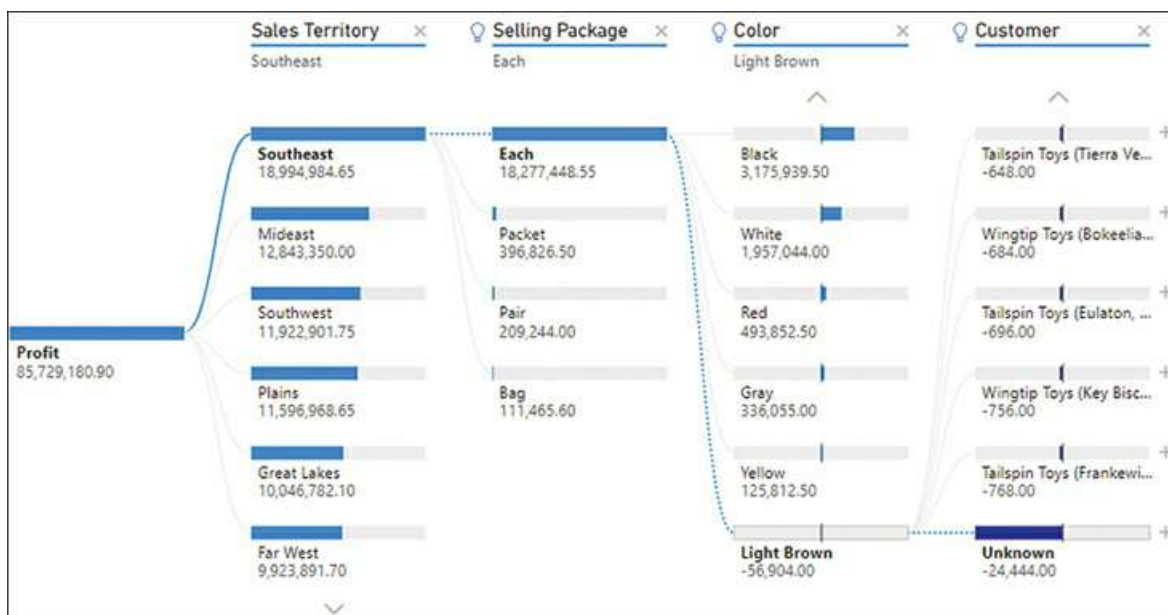 Sales Territory
Southeast
Selling Package
Each
Color
Light Brown
Customer
Profit
85,729,180.90
Southeast
18,994,984.65
Mideast
12,843,350.00
Southwest
11,922,901.75
Plains
11,596,968.65
Great Lakes
10,046,782.10
Far West
9,923,891.70
Each
18,277,448.55
Packet
396,826.50
Pair
209,244.00
Bag
111,465.60
Black
3,175,939.50
White
1,957,044.00
Red
493,852.50
Gray
336,055.00
Yellow
125,812.50
Light Brown
-56,904.00
Tailspin Toys (Tierra Ve...
-648.00
Wingtip Toys (Bokeelia...
-684.00
Tailspin Toys (Eulaton, ...
-696.00
Wingtip Toys (Key Bisc...
-756.00
Tailspin Toys (Frankewi...
-768.00
Unknown
-24,444.00